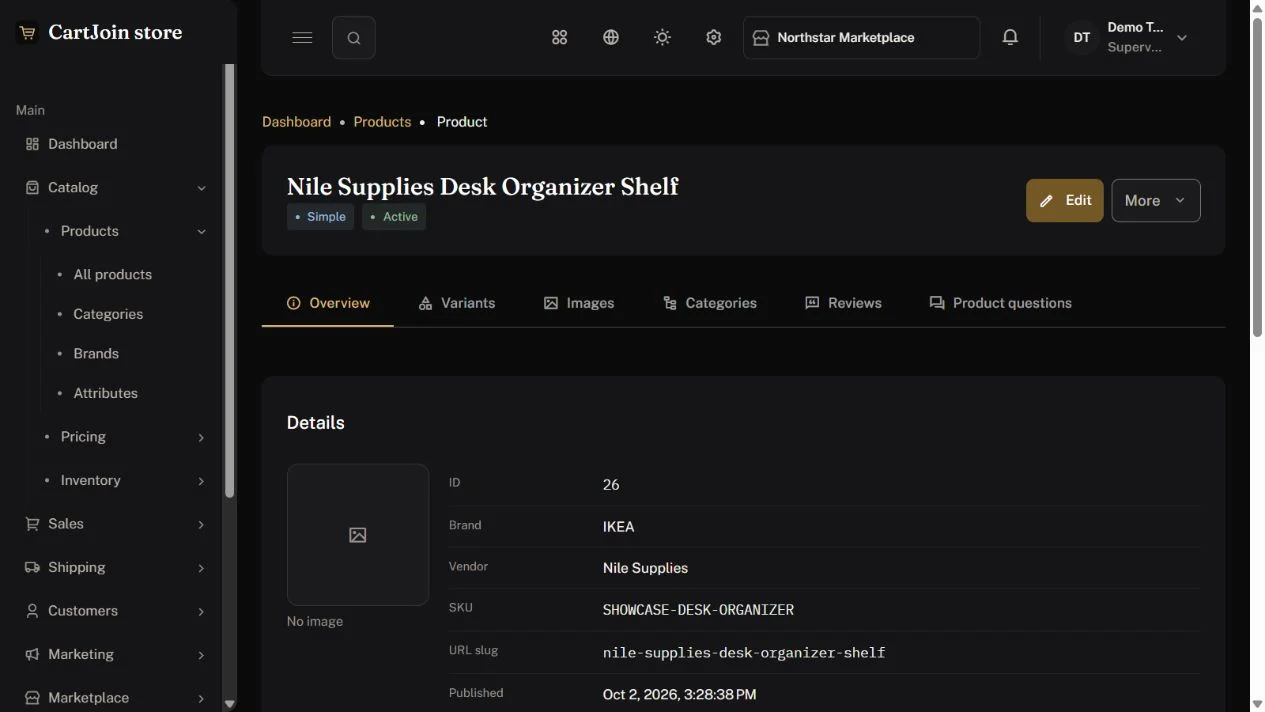 CartJoin store
Northstar Marketplace
DT
Demo T...
Superv...
Main
Dashboard
Catalog
Products
All products
Categories
Brands
Attributes
Pricing
Inventory
Sales
Shipping
Customers
Marketing
Marketplace
Dashboard • Products • Product
Nile Supplies Desk Organizer Shelf
• Simple
• Active
Edit
More
Overview
Variants
Images
Categories
Reviews
Product questions
Details
No image
ID
26
Brand
IKEA
Vendor
Nile Supplies
SKU
SHOWCASE-DESK-ORGANIZER
URL slug
nile-supplies-desk-organizer-shelf
Published
Oct 2, 2026, 3:28:38 PM